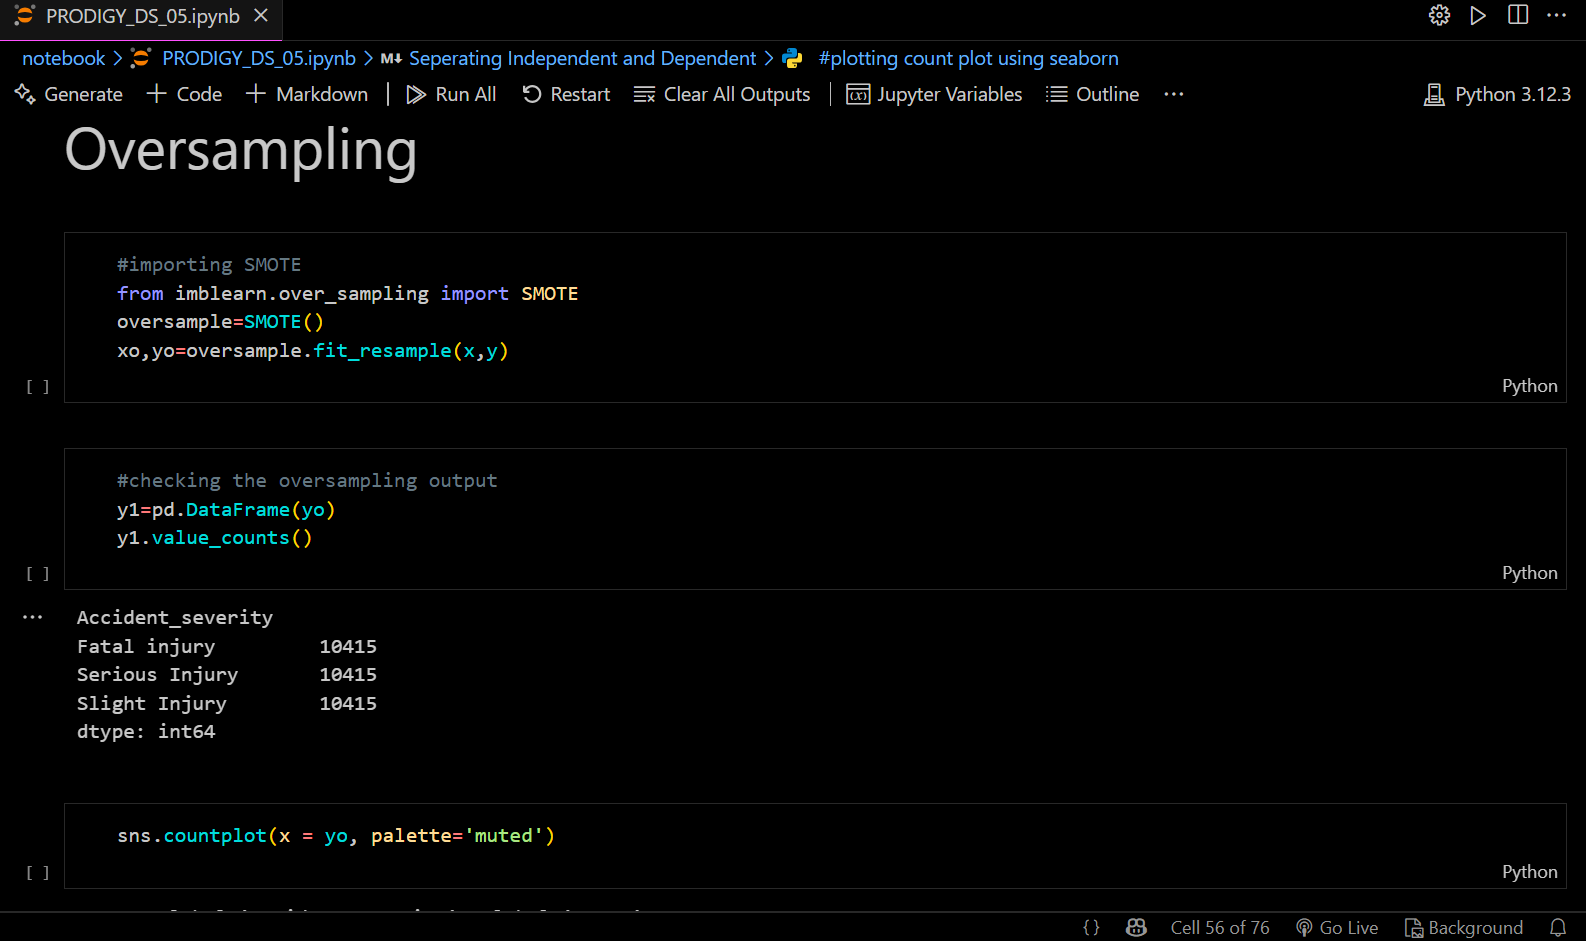 PRODIGY_DS_05.ipynb
notebook > PRODIGY_DS_05.ipynb > M↓ Seperating Independent and Dependent > #plotting count plot using seaborn
Generate + Code + Markdown | Run All Restart Clear All Outputs | Jupyter Variables Outline ··· Python 3.12.3
Oversampling
#importing SMOTE
from imblearn.over_sampling import SMOTE
oversample=SMOTE()
xo,yo=oversample.fit_resample(x,y)
[ ] Python
#checking the oversampling output
y1=pd.DataFrame(yo)
y1.value_counts()
[ ] Python
··· Accident_severity
Fatal injury 10415
Serious Injury 10415
Slight Injury 10415
dtype: int64
sns.countplot(x = yo, palette='muted')
[ ] Python
{} Cell 56 of 76 Go Live Background